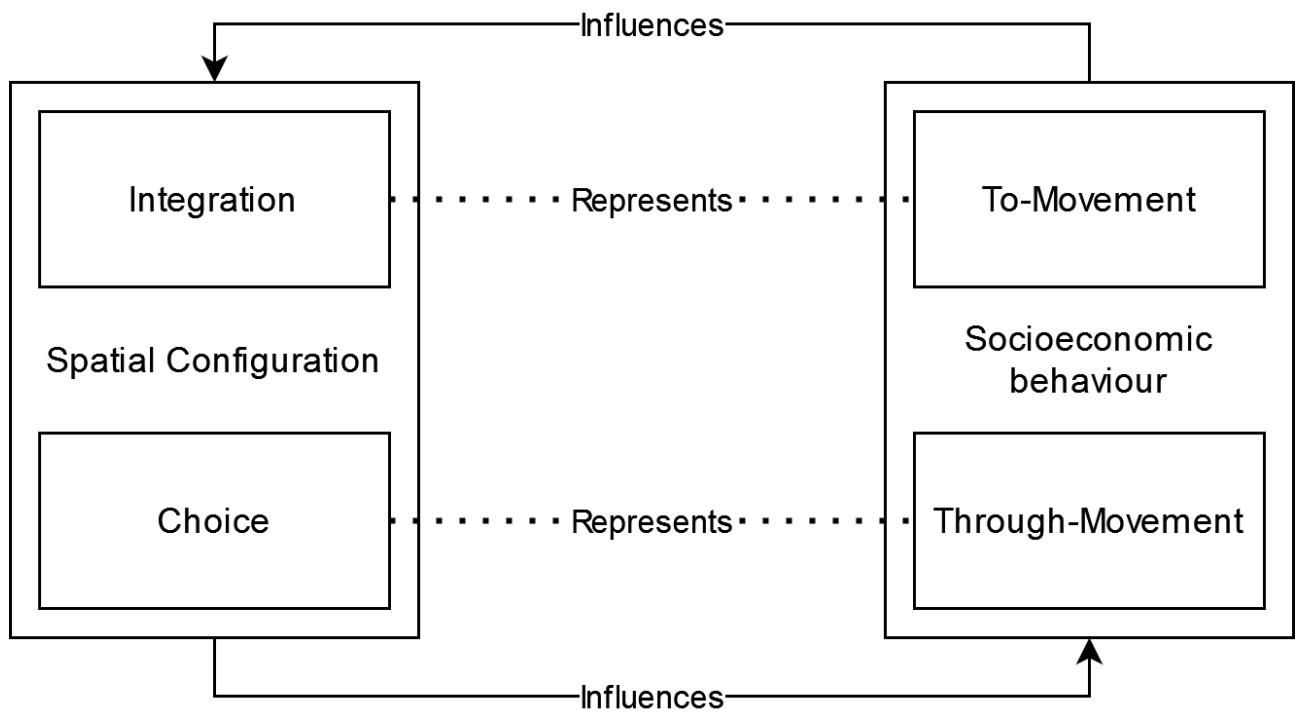 Influences
Integration
Represents
To-Movement
Spatial Configuration
Socioeconomic
behaviour
Choice
Represents
Through-Movement
Influences